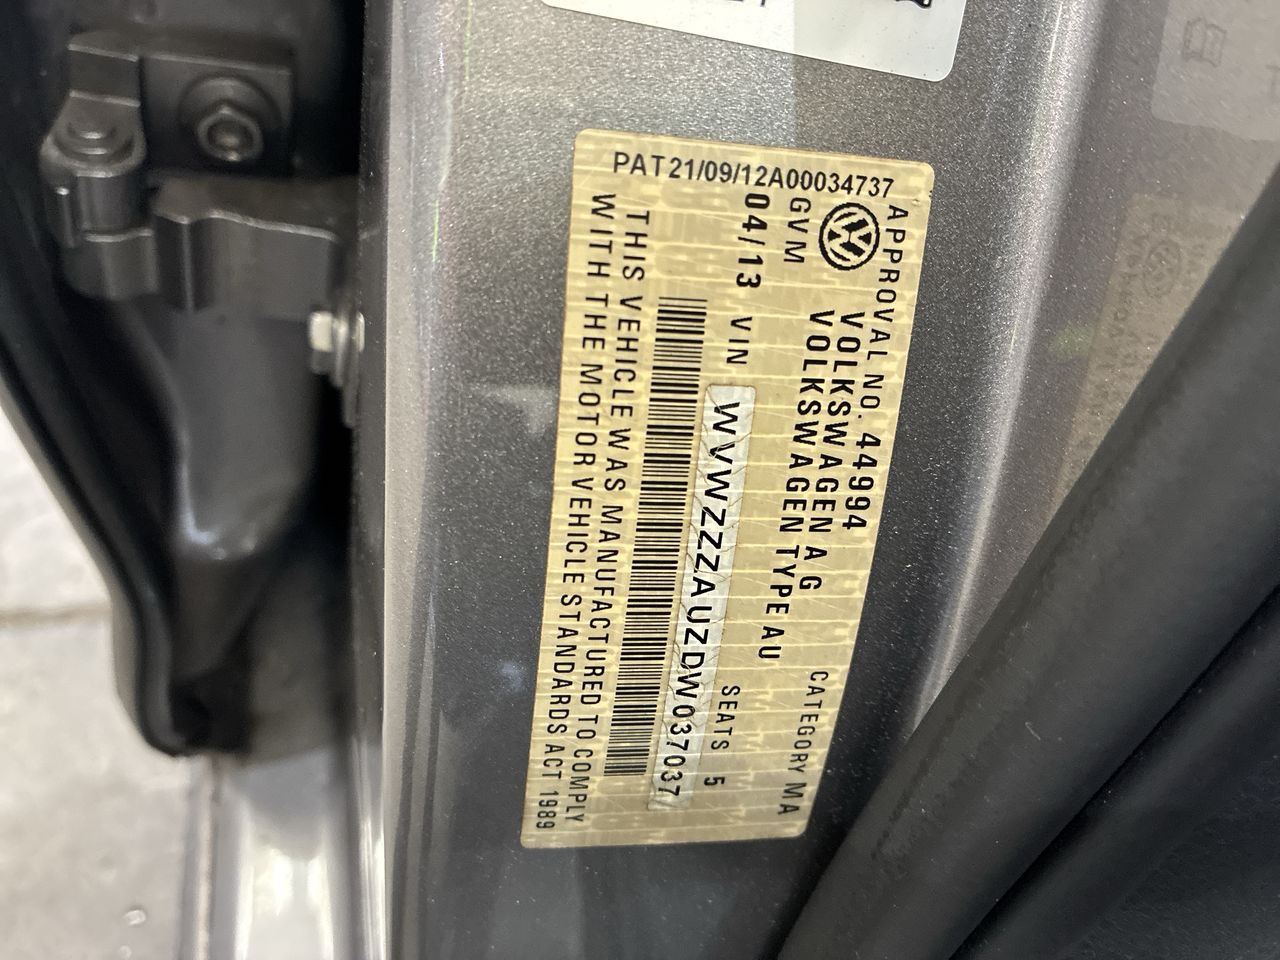 PAT21/09/12A00034737
APPROVAL NO. 44994
VOLKSWAGEN AG
VOLKSWAGEN TYPE AU CATEGORY MA
GVM
04/13 VIN WVWZZZAUZDW037037 SEATS 5
THIS VEHICLE WAS MANUFACTURED TO COMPLY
WITH THE MOTOR VEHICLE STANDARDS ACT 1989